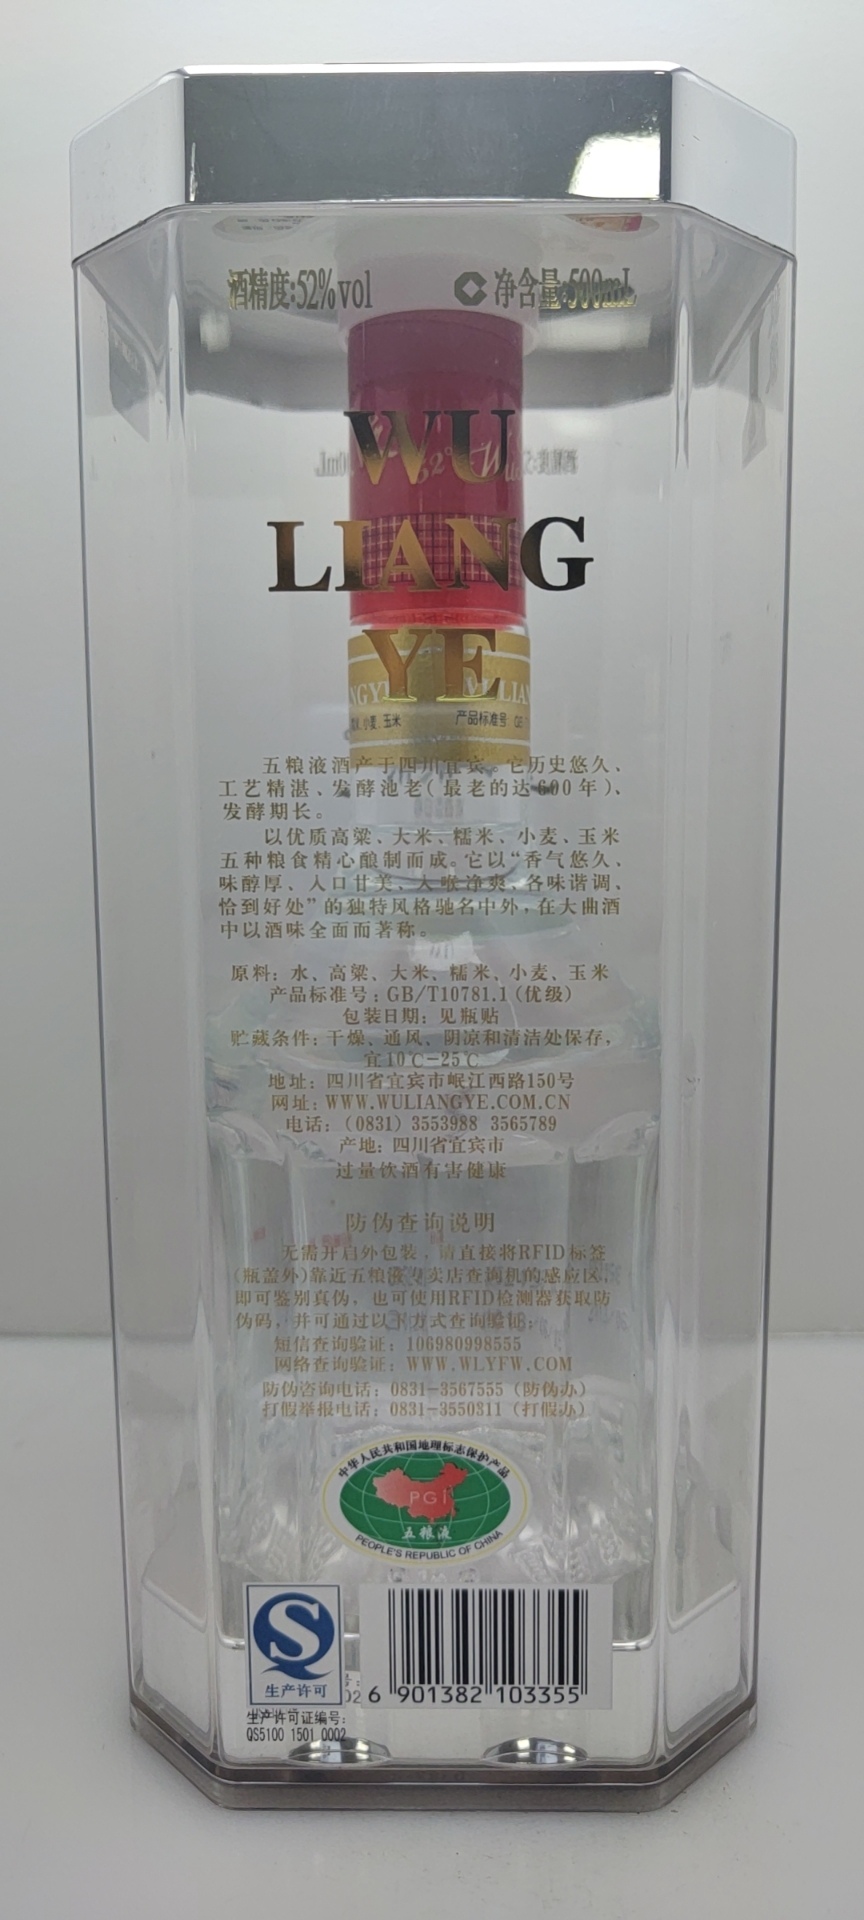 酒精度:52%vol 净含量:500mL
WU
LIANG
YE
产品标准号
小麦、玉米
五粮液酒产于四川宜宾。它历史悠久、
工艺精湛、发酵池老(最老的达600年)、
发酵期长。
以优质高粱、大米、糯米、小麦、玉米
五种粮食精心酿制而成。它以“香气悠久、
味醇厚、入口甘美、入喉净爽、各味谐调、
恰到好处”的独特风格驰名中外,在大曲酒
中以酒味全面而著称。
原料: 水、高粱、大米、糯米、小麦、玉米
产品标准号: GB/T10781.1(优级)
包装日期: 见瓶贴
贮藏条件: 干燥、通风、阴凉和清洁处保存,
宜10℃-25℃
地址: 四川省宜宾市岷江西路150号
网址: WWW.WULIANGYE.COM.CN
电话: (0831) 3553988 3565789
产地: 四川省宜宾市
过量饮酒有害健康
防伪查询说明
无需开启外包装,请直接将RFID标签
(瓶盖外)靠近五粮液专卖店查询机的感应区,
即可鉴别真伪, 也可使用RFID检测器获取防
伪码, 并可通过以下方式查询验证:
短信查询验证: 106980998555
网络查询验证: WWW.WLYFW.COM
防伪咨询电话: 0831-3567555 (防伪办)
打假举报电话: 0831-3550311 (打假办)
中华人民共和国地理标志保护产品
PGI
五粮液
PEOPLE'S REPUBLIC OF CHINA
生产许可
6 901382 103355
生产许可证编号:
QS5100 1501 0002